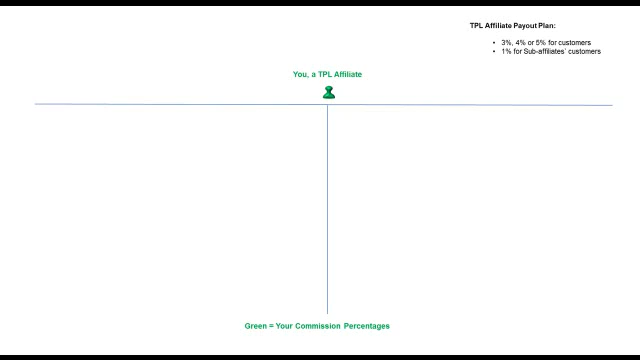 TPL Affiliate Payout Plan:
• 3%, 4% or 5% for customers
• 1% for Sub-affiliates' customers
You, a TPL Affiliate
Green = Your Commission Percentages